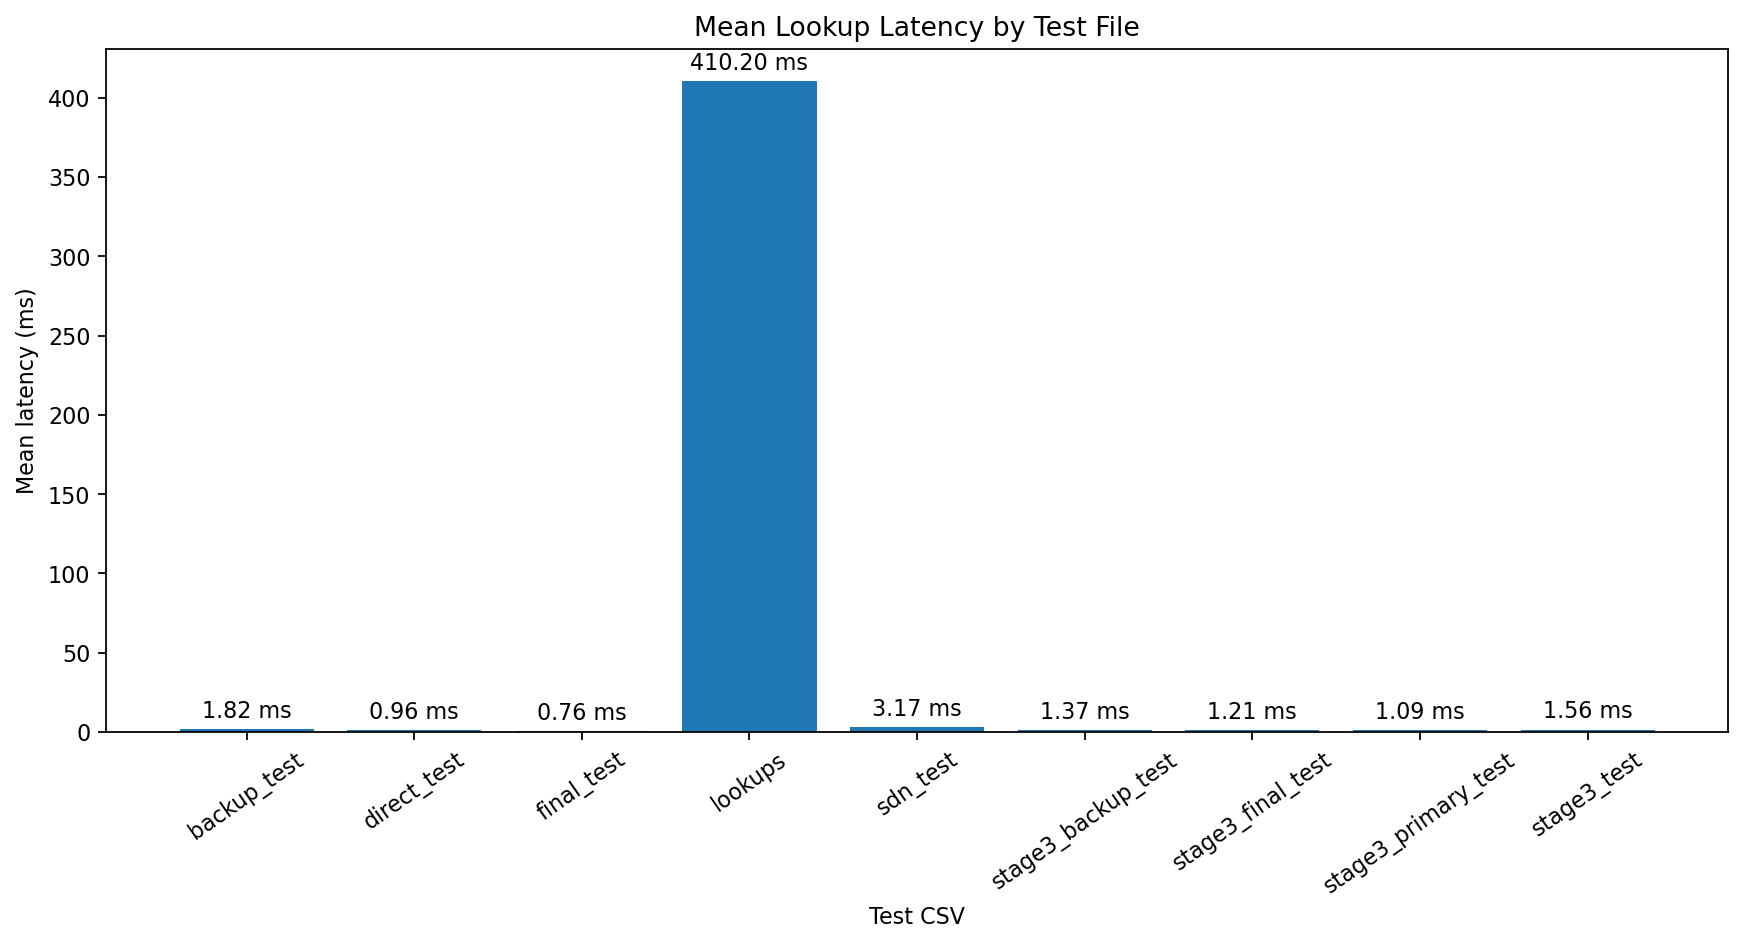 Mean Lookup Latency by Test File
Mean latency (ms)
400
350
300
250
200
150
100
50
0
1.82 ms
0.96 ms
0.76 ms
410.20 ms
3.17 ms
1.37 ms
1.21 ms
1.09 ms
1.56 ms
backup_test
direct_test
final_test
lookups
sdn_test
stage3_backup_test
stage3_final_test
stage3_primary_test
stage3_test
Test CSV